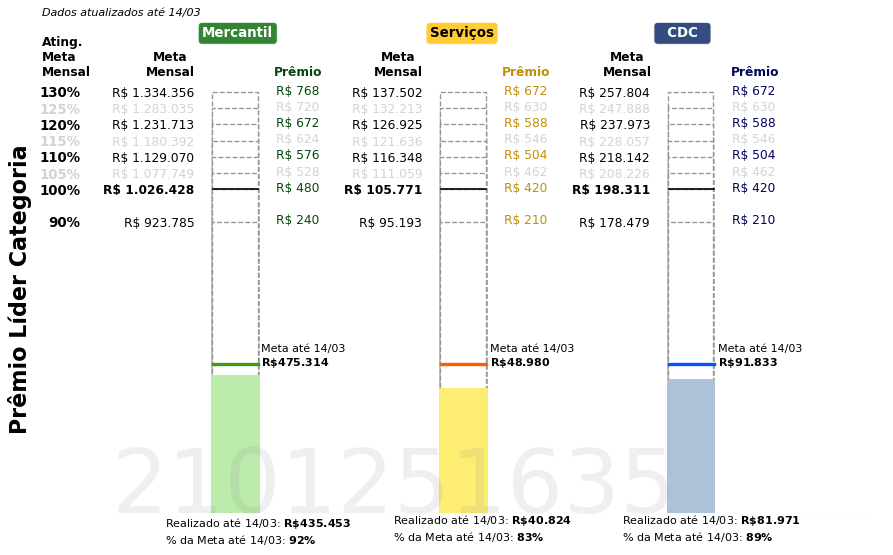 Dados atualizados até 14/03
Mercantil Serviços CDC
Ating. Meta Mensal
Meta Mensal Prêmio Meta Mensal Prêmio Meta Mensal Prêmio
130% R$ 1.334.356 R$ 768 R$ 137.502 R$ 672 R$ 257.804 R$ 672
125% R$ 1.283.035 R$ 720 R$ 132.213 R$ 630 R$ 247.888 R$ 630
120% R$ 1.231.713 R$ 672 R$ 126.925 R$ 588 R$ 237.973 R$ 588
115% R$ 1.180.392 R$ 624 R$ 121.636 R$ 546 R$ 228.057 R$ 546
110% R$ 1.129.070 R$ 576 R$ 116.348 R$ 504 R$ 218.142 R$ 504
105% R$ 1.077.749 R$ 528 R$ 111.059 R$ 462 R$ 208.226 R$ 462
100% R$ 1.026.428 R$ 480 R$ 105.771 R$ 420 R$ 198.311 R$ 420
90% R$ 923.785 R$ 240 R$ 95.193 R$ 210 R$ 178.479 R$ 210
Prêmio Líder Categoria
Meta até 14/03 Meta até 14/03 Meta até 14/03
R$475.314 R$48.980 R$91.833
2101251635
Realizado até 14/03: R$435.453 Realizado até 14/03: R$40.824 Realizado até 14/03: R$81.971
% da Meta até 14/03: 92% % da Meta até 14/03: 83% % da Meta até 14/03: 89%